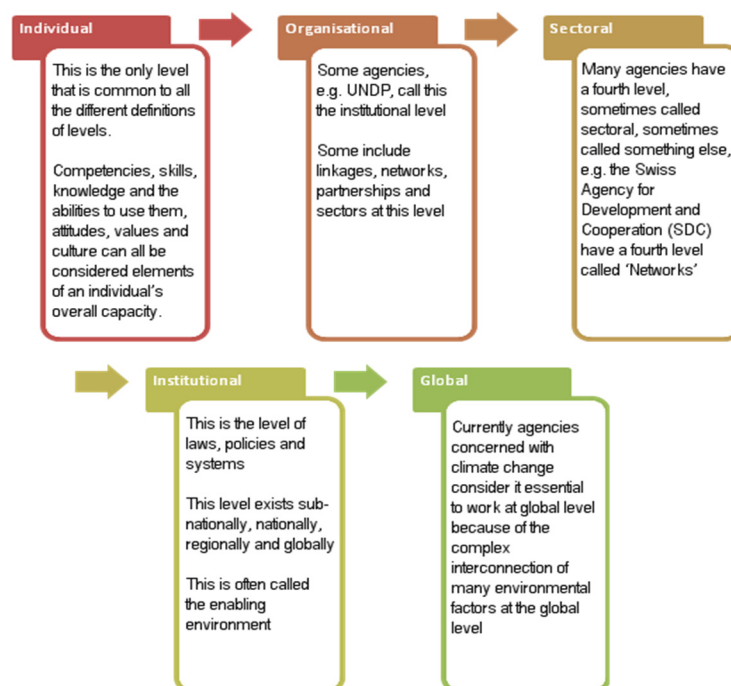 Individual
This is the only level
that is common to all
the different definitions
of levels.
Competencies, skills,
knowledge and the
abilities to use them,
attitudes, values and
culture can all be
considered elements
of an individual's
overall capacity.
Organisational
Some agencies,
e.g. UNDP, call this
the institutional level
Some include
linkages, networks,
partnerships and
sectors at this level
Sectoral
Many agencies have
a fourth level,
sometimes called
sectoral, sometimes
called something else,
e.g. the Swiss
Agency for
Development and
Cooperation (SDC)
have a fourth level
called ‘Networks’
Institutional
This is the level of
laws, policies and
systems
This level exists sub-
nationally, nationally,
regionally and globally
This is often called
the enabling
environment
Global
Currently agencies
concerned with
climate change
consider it essential
to work at global level
because of the
complex
interconnection of
many environmental
factors at the global
level